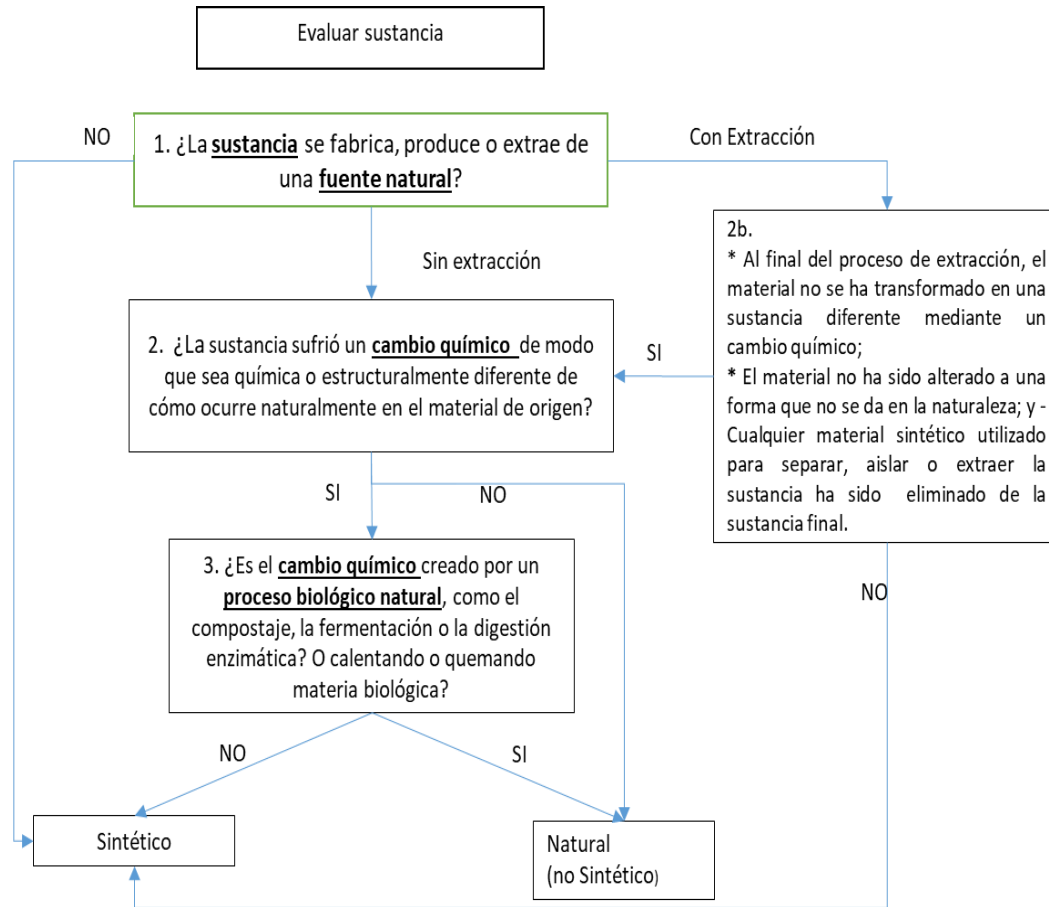 Evaluar sustancia
NO
1. ¿La sustancia se fabrica, produce o extrae de
una fuente natural?
Con Extracción
Sin extracción
2b.
* Al final del proceso de extracción, el
material no se ha transformado en una
sustancia diferente mediante un
cambio químico;
* El material no ha sido alterado a una
forma que no se da en la naturaleza; y -
Cualquier material sintético utilizado
para separar, aislar o extraer la
sustancia ha sido eliminado de la
sustancia final.
SI
2. ¿La sustancia sufrió un cambio químico de modo
que sea química o estructuralmente diferente de
cómo ocurre naturalmente en el material de origen?
SI
NO
3. ¿Es el cambio químico creado por un
proceso biológico natural, como el
compostaje, la fermentación o la digestión
enzimática? O calentando o quemando
materia biológica?
NO
NO
SI
Sintético
Natural
(no Sintético)